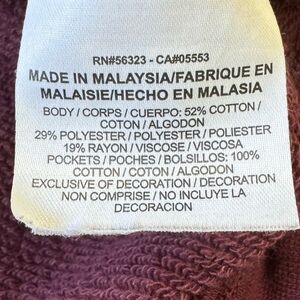 RN#56323 - CA#05553
MADE IN MALAYSIA/FABRIQUE EN
MALAISIE/HECHO EN MALASIA
BODY / CORPS / CUERPO: 52% COTTON /
COTON / ALGODON
29% POLYESTER / POLYESTER / POLIESTER
19% RAYON / VISCOSE / VISCOSA
POCKETS / POCHES / BOLSILLOS: 100%
COTTON / COTON / ALGODON
EXCLUSIVE OF DECORATION / DECORATION
NON COMPRISE / NO INCLUYE LA
DECORACION